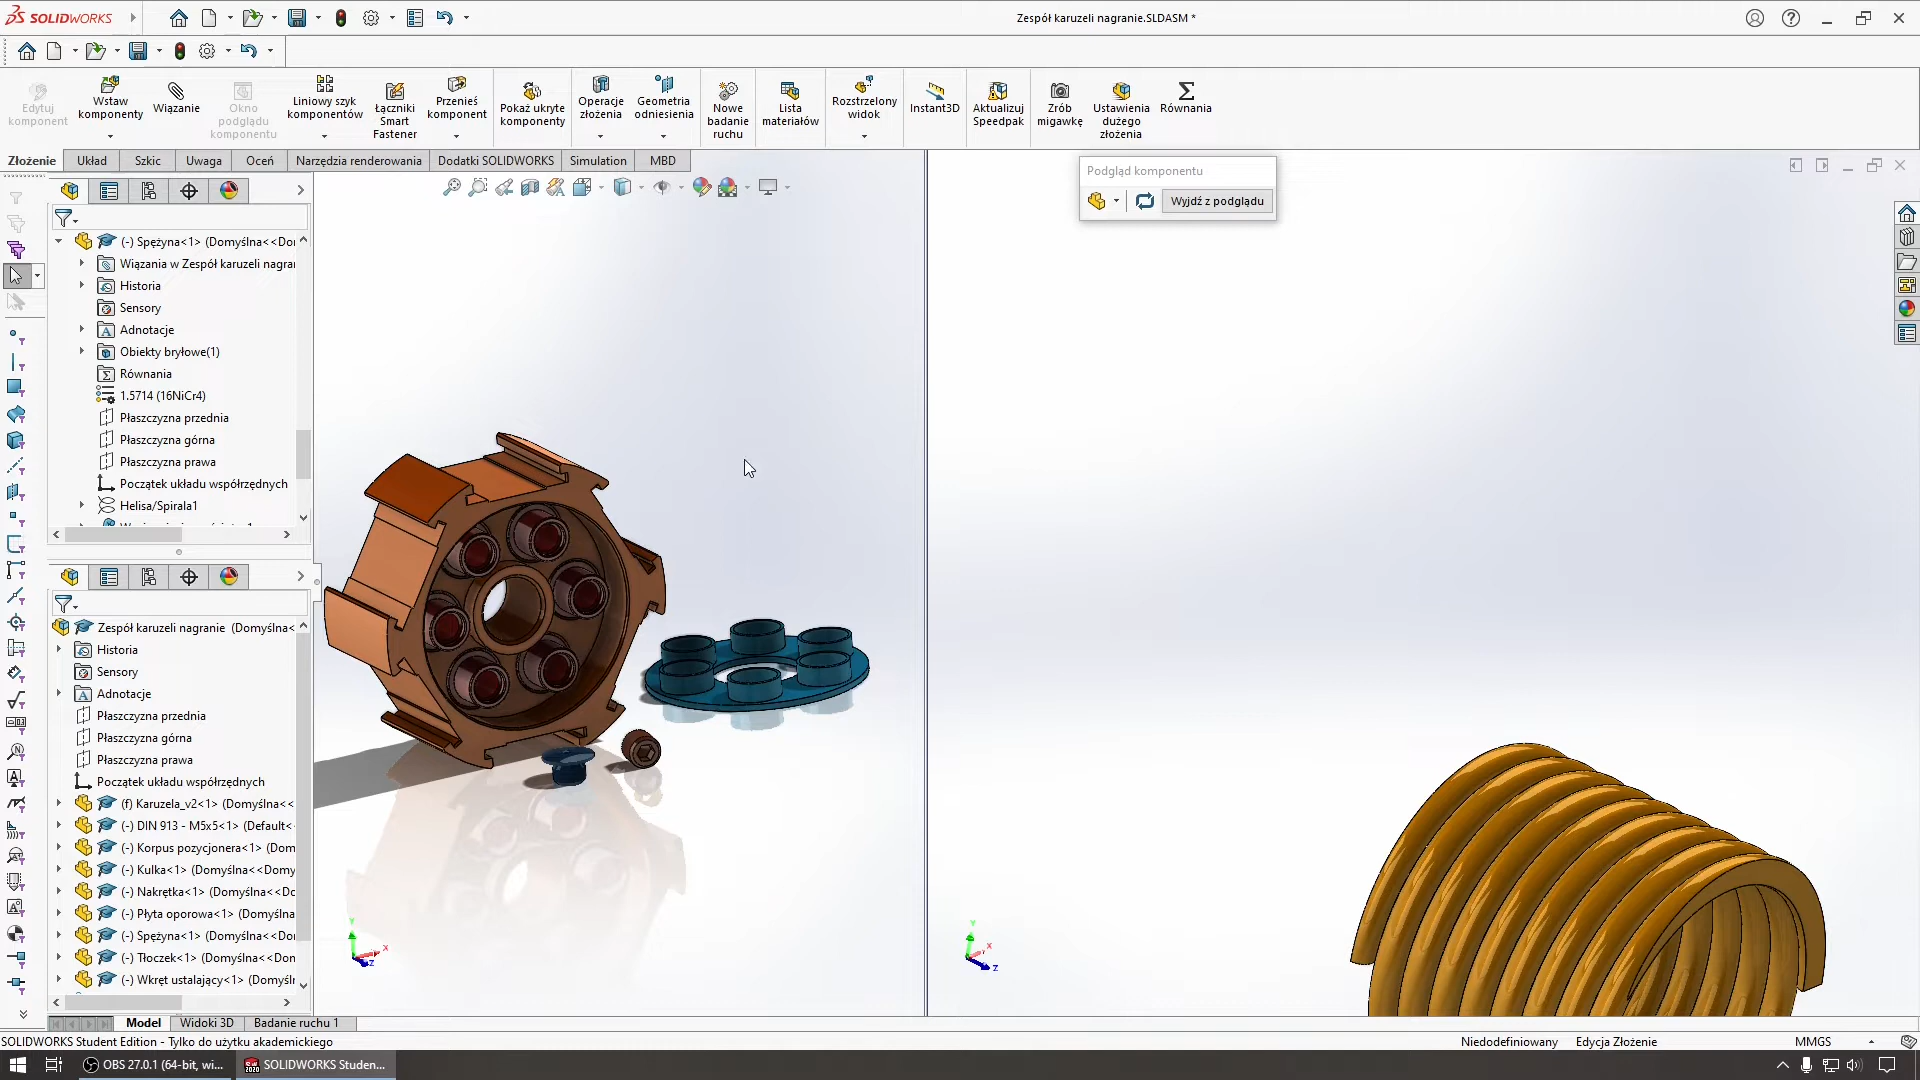 SOLIDWORKS
Zespół karuzeli nagranie.SLDASM *
Edytuj komponent
Wstaw komponenty
Wiązanie
Okno podglądu komponentu
Liniowy szyk komponentów
Łączniki Smart Fastener
Przenieś komponent
Pokaż ukryte komponenty
Operacje złożenia
Geometria odniesienia
Nowe badanie ruchu
Lista materiałów
Rozstrzelony widok
Instant3D
Aktualizuj Speedpak
Zrób migawkę
Ustawienia dużego złożenia
Równania
Złożenie
Układ
Szkic
Uwaga
Oceń
Narzędzia renderowania
Dodatki SOLIDWORKS
Simulation
MBD
Podgląd komponentu
Wyjdź z podglądu
(-) Spężyna<1> (Domyślna<<Do
Wiązania w Zespół karuzeli nagra
Historia
Sensory
Adnotacje
Obiekty bryłowe(1)
Równania
1.5714 (16NiCr4)
Płaszczyzna przednia
Płaszczyzna górna
Płaszczyzna prawa
Początek układu współrzędnych
Helisa/Spirala1
Zespół karuzeli nagranie (Domyślna<
Historia
Sensory
Adnotacje
Płaszczyzna przednia
Płaszczyzna górna
Płaszczyzna prawa
Początek układu współrzędnych
(f) Karuzela_v2<1> (Domyślna<<
(-) DIN 913 - M5x5<1> (Default<
(-) Korpus pozycjonera<1> (Dom
(-) Kulka<1> (Domyślna<<Dom
(-) Nakrętka<1> (Domyślna<<Do
(-) Płyta oporowa<1> (Domyślna
(-) Spężyna<1> (Domyślna<<Do
(-) Tłoczek<1> (Domyślna<<Dom
(-) Wkręt ustalający<1> (Domyśl
Y
X
Z
Y
X
Z
Model
Widoki 3D
Badanie ruchu 1
SOLIDWORKS Student Edition - Tylko do użytku akademickiego
Niedodefiniowany
Edycja Złożenie
MMGS
OBS 27.0.1 (64-bit, wi...
SOLIDWORKS Studen...